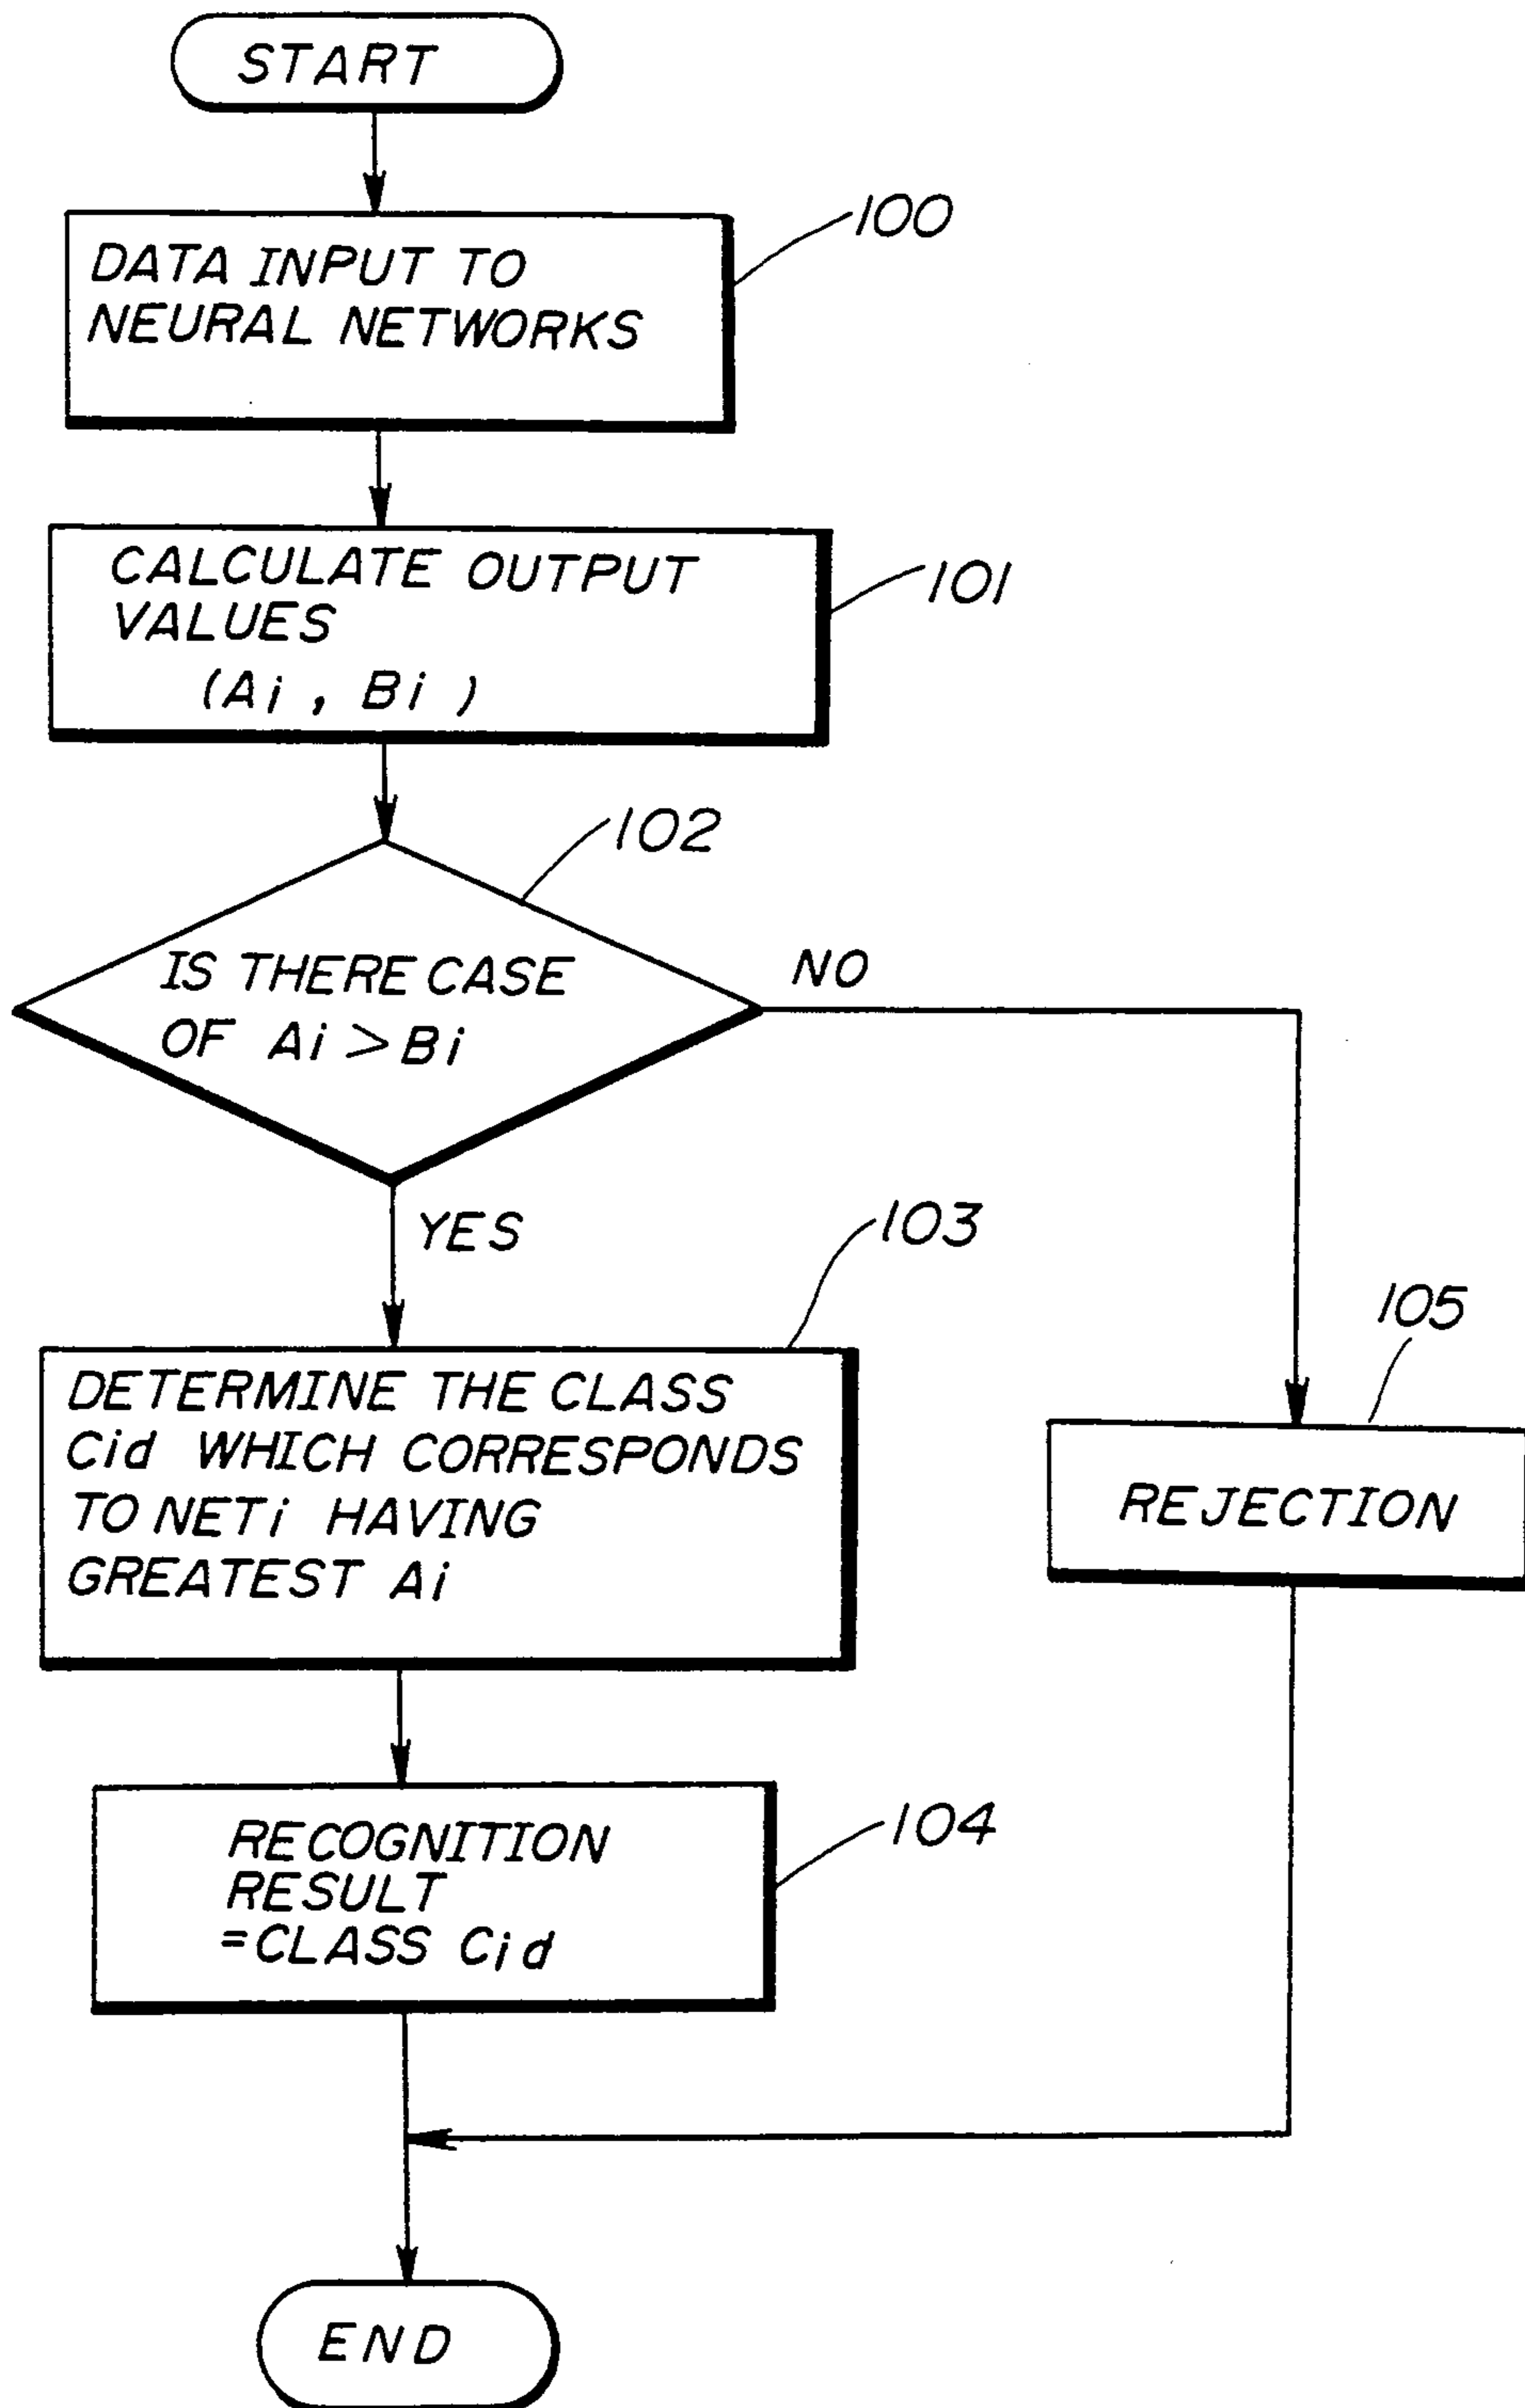 START
100
DATA INPUT TO
NEURAL NETWORKS
101
CALCULATE OUTPUT
VALUES
(Ai, Bi)
102
IS THERE CASE
OF Ai > Bi
NO
YES
103
DETERMINE THE CLASS
Cid WHICH CORRESPONDS
TO NETi HAVING
GREATEST Ai
105
REJECTION
104
RECOGNITION
RESULT
=CLASS Cid
END